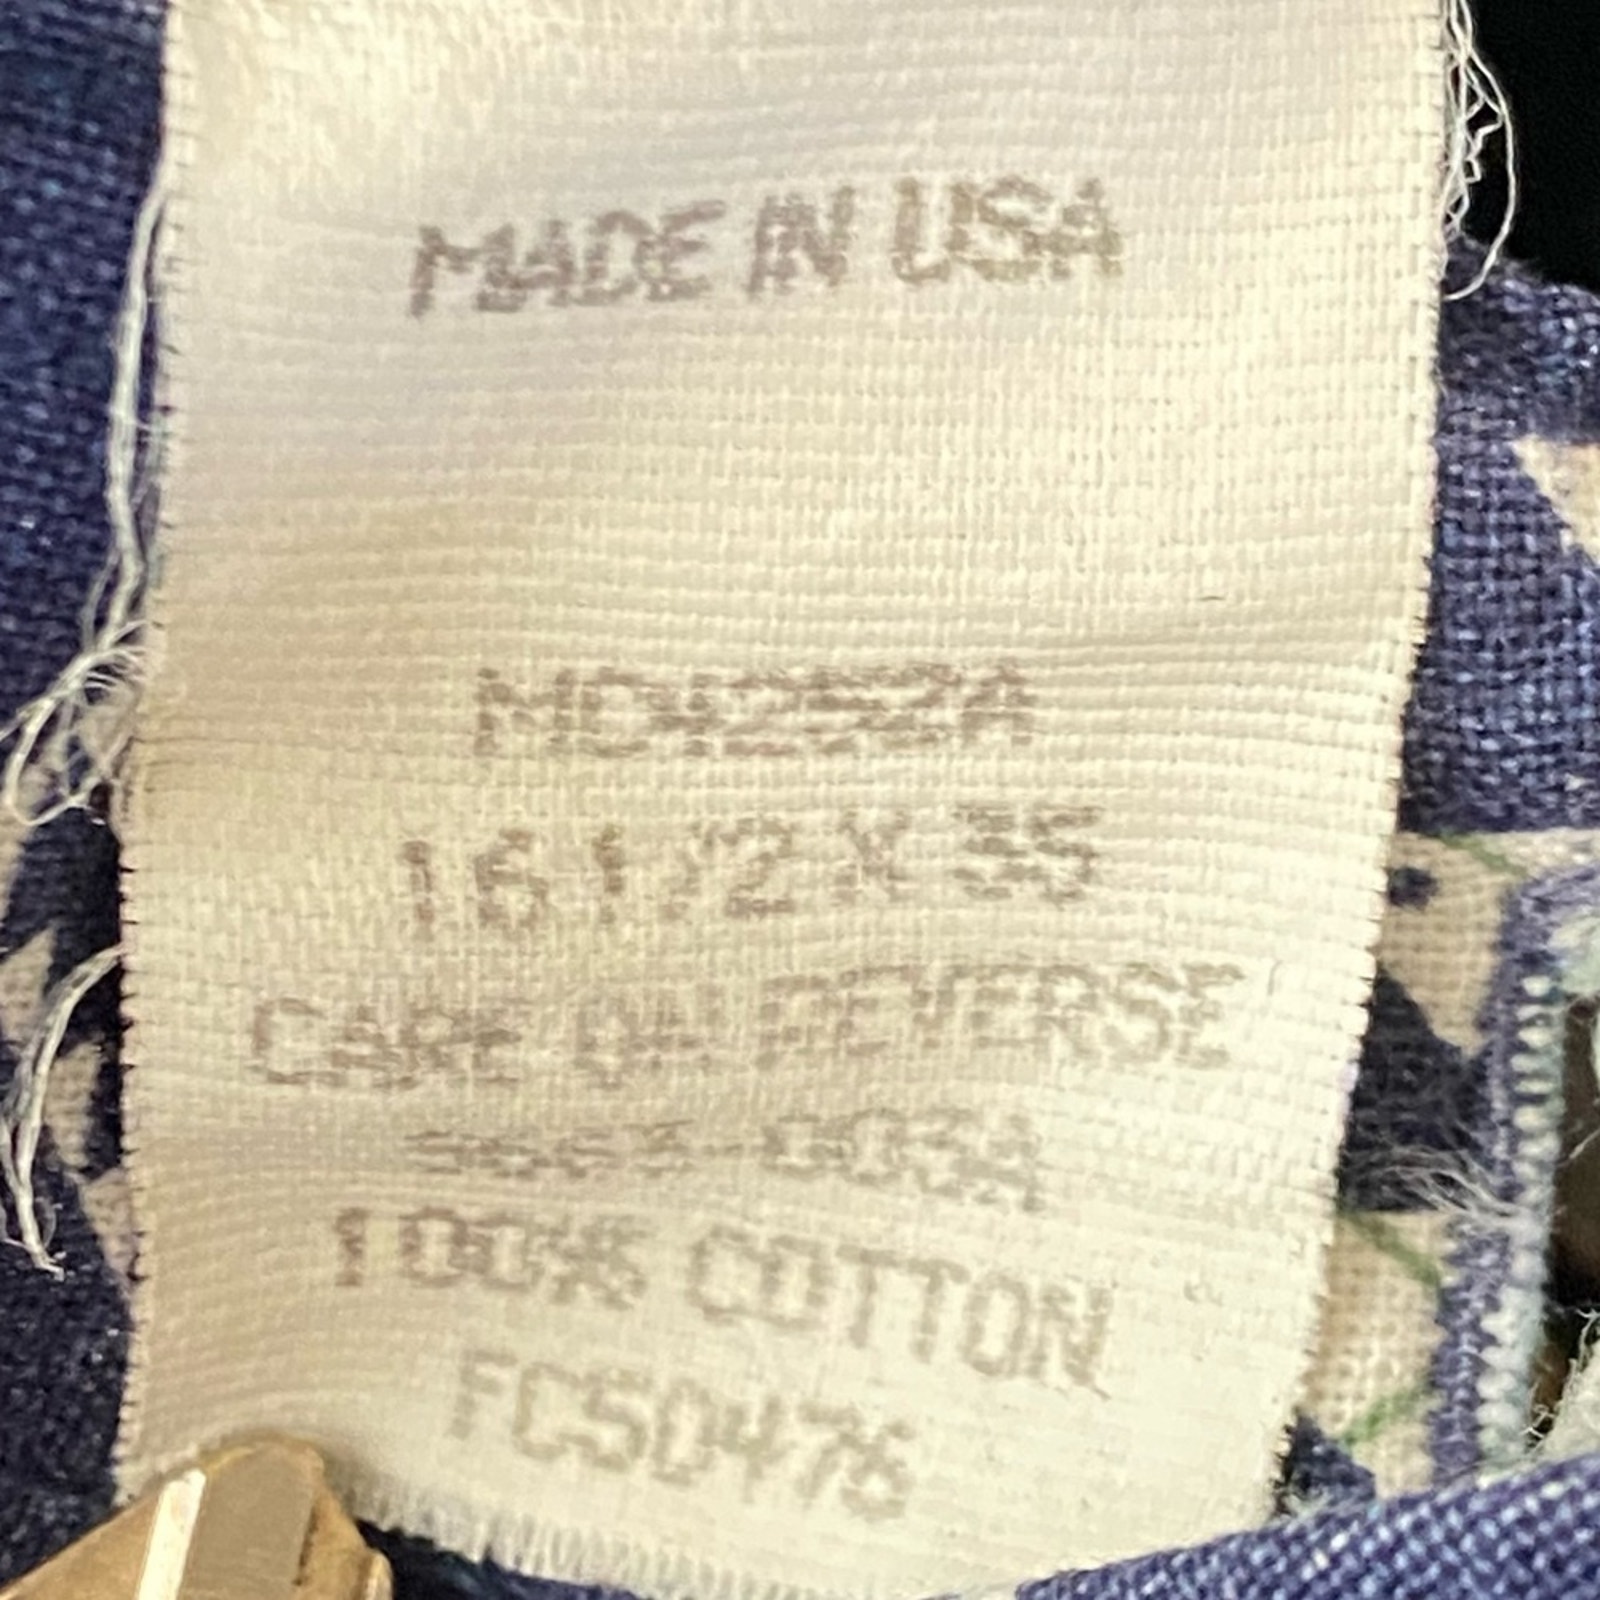 MADE IN USA
16 1/2 X 35
CARE ON REVERSE
100% COTTON
FCS0476